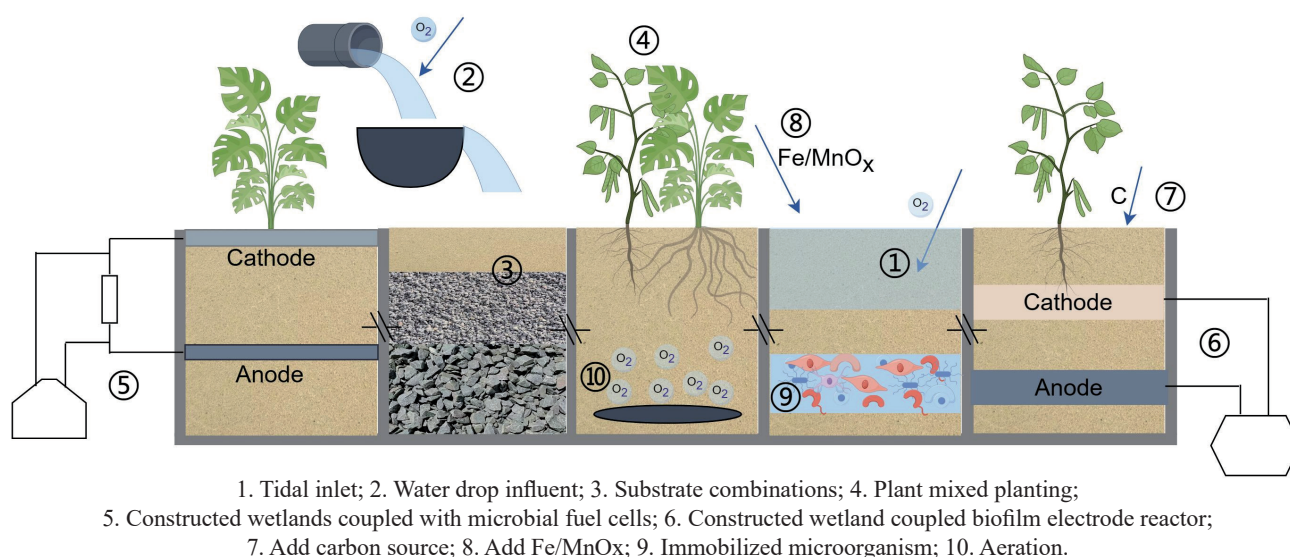 O2
②
④
⑧
Fe/MnOX
O2
C ⑦
Cathode
③
①
Cathode
Anode
⑤
O2 O2
⑩ O2 O2 O2 O2
⑨
Anode
⑥
1. Tidal inlet; 2. Water drop influent; 3. Substrate combinations; 4. Plant mixed planting;
5. Constructed wetlands coupled with microbial fuel cells; 6. Constructed wetland coupled biofilm electrode reactor;
7. Add carbon source; 8. Add Fe/MnOx; 9. Immobilized microorganism; 10. Aeration.